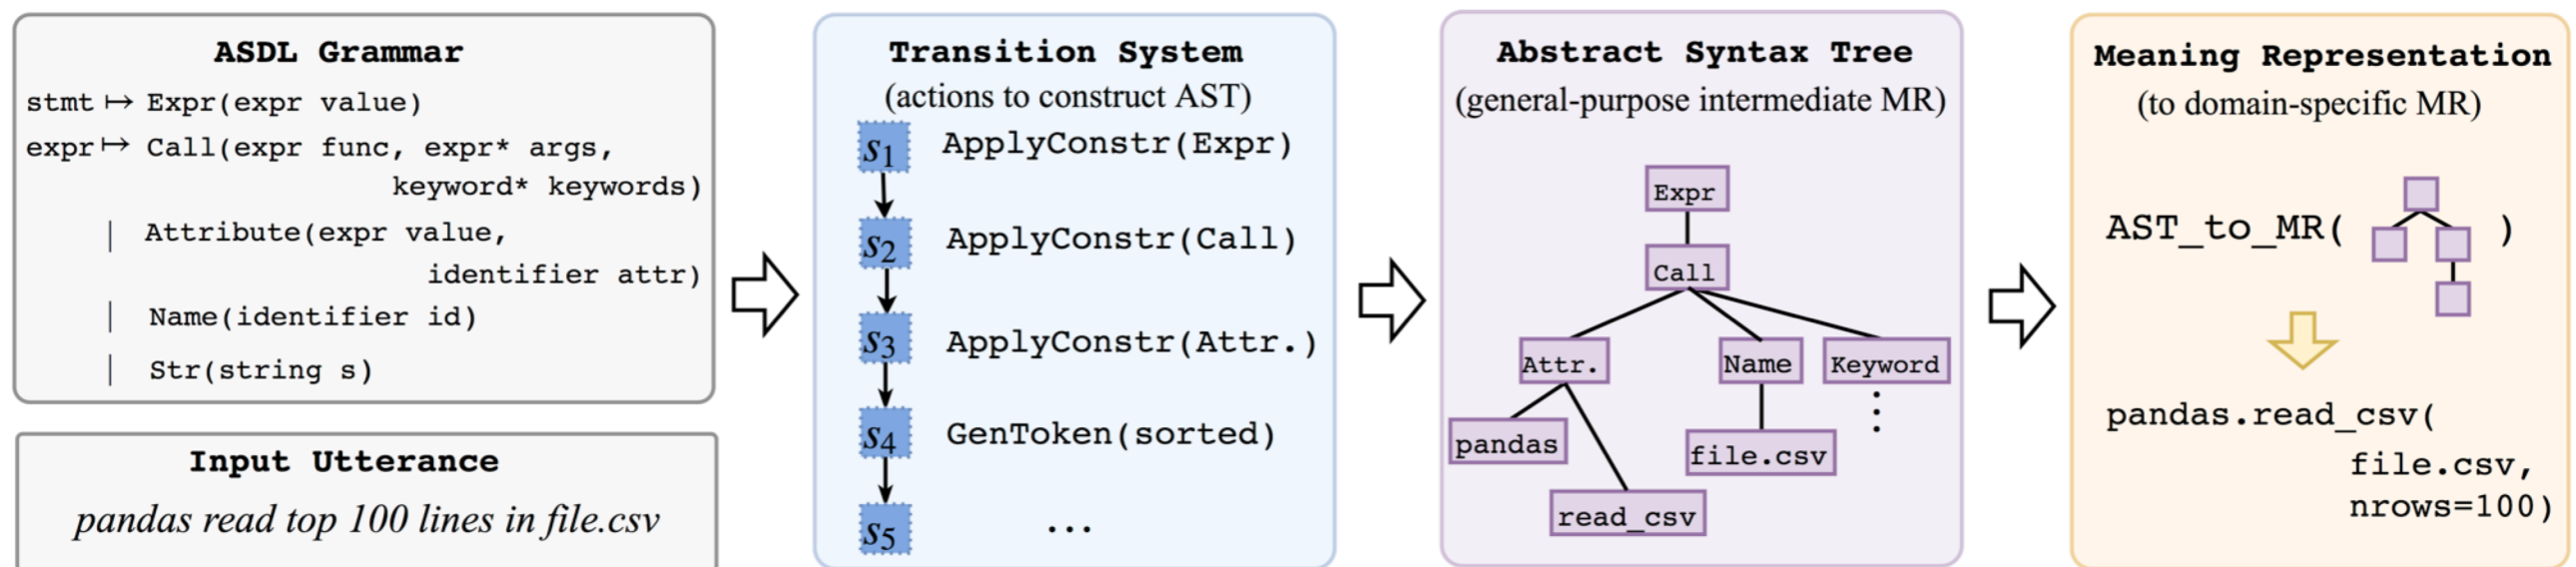 ASDL Grammar
stmt ↦ Expr(expr value)
expr ↦ Call(expr func, expr* args,
keyword* keywords)
| Attribute(expr value,
identifier attr)
| Name(identifier id)
| Str(string s)
Input Utterance
pandas read top 100 lines in file.csv
Transition System
(actions to construct AST)
s1 ApplyConstr(Expr)
s2 ApplyConstr(Call)
s3 ApplyConstr(Attr.)
s4 GenToken(sorted)
s5 ...
Abstract Syntax Tree
(general-purpose intermediate MR)
Expr
Call
Attr. Name Keyword
pandas file.csv
read_csv
Meaning Representation
(to domain-specific MR)
AST_to_MR( )
pandas.read_csv(
file.csv,
nrows=100)